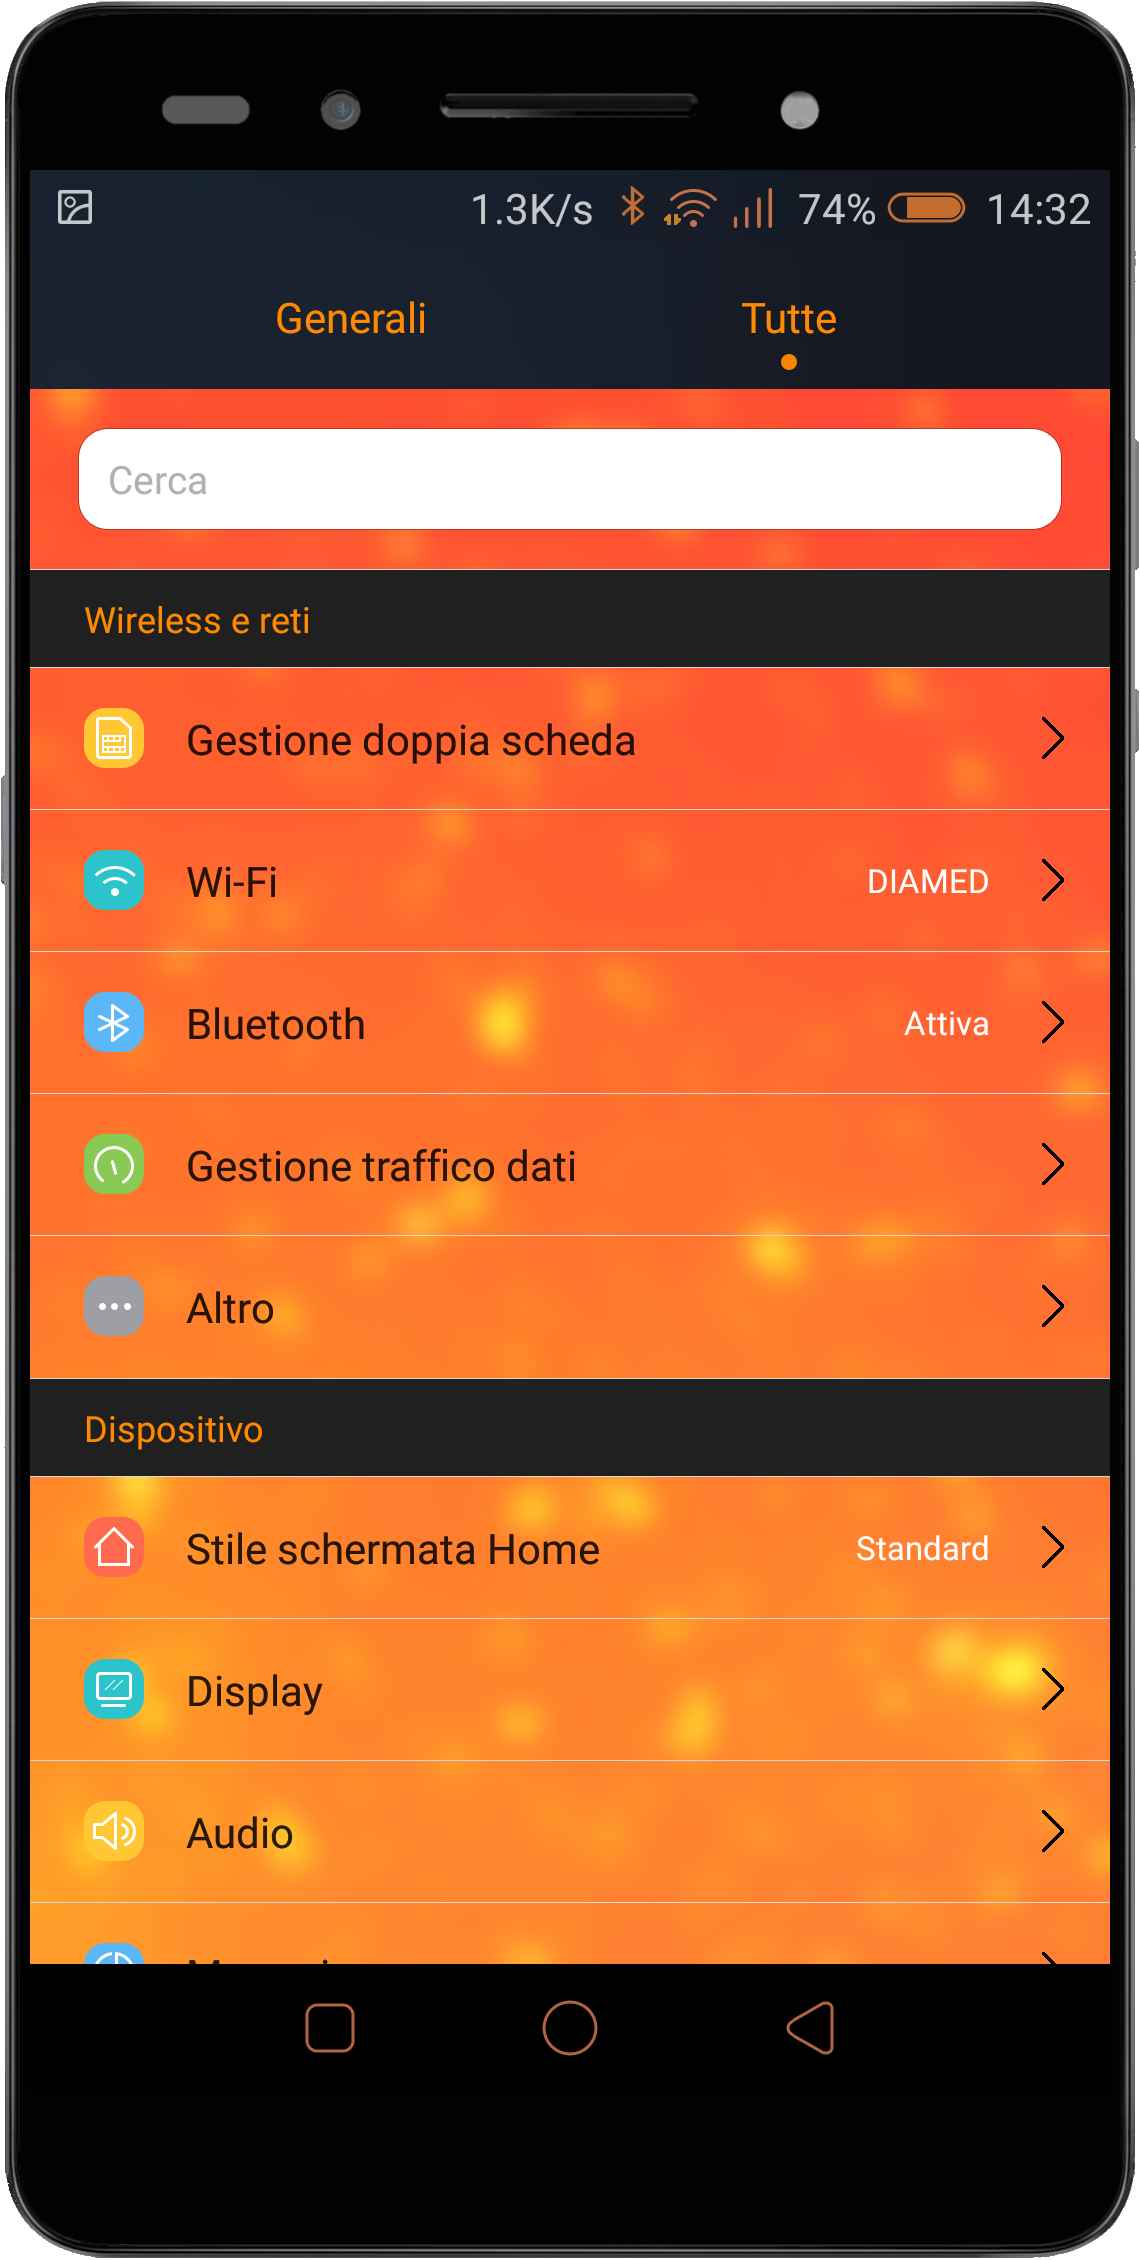 1.3K/s 74% 14:32
Generali Tutte
Cerca
Wireless e reti
Gestione doppia scheda
Wi-Fi DIAMED
Bluetooth Attiva
Gestione traffico dati
Altro
Dispositivo
Stile schermata Home Standard
Display
Audio